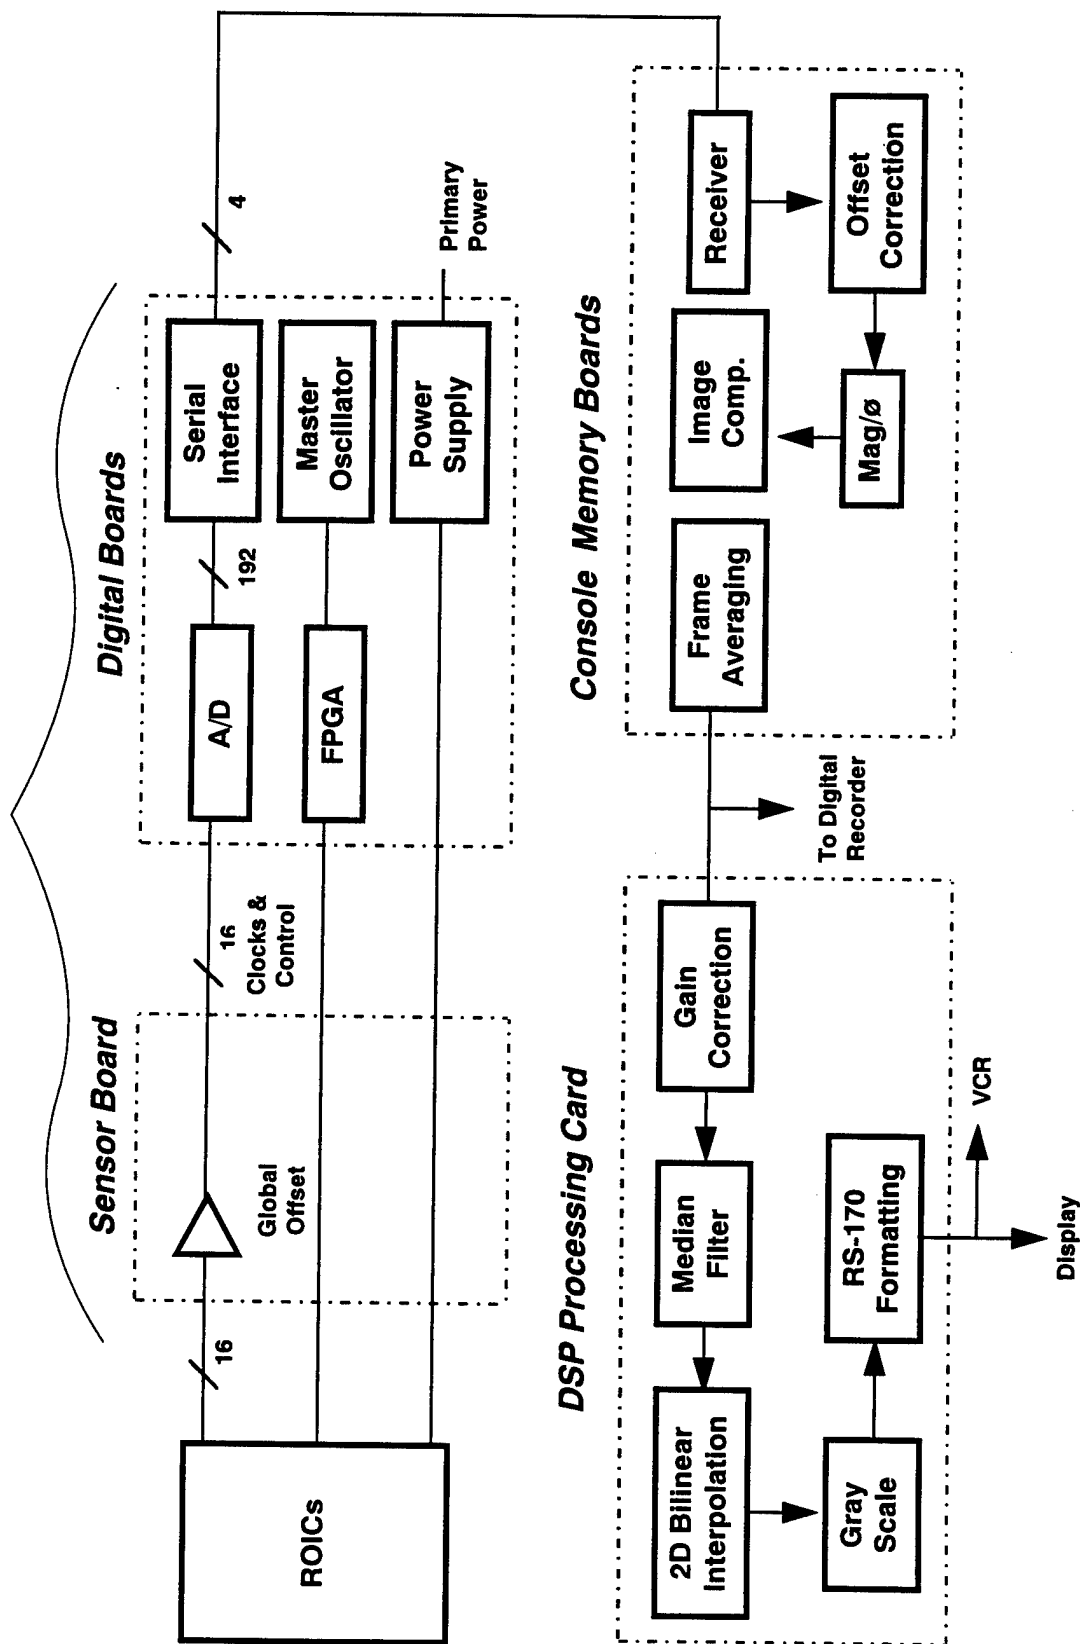 Sensor Board
Digital Boards
ROICs
16
Global
Offset
16
Clocks &
Control
A/D
192
Serial
Interface
4
FPGA
Master
Oscillator
Power
Supply
Primary
Power
DSP Processing Card
Console Memory Boards
2D Bilinear
Interpolation
Median
Filter
Gain
Correction
To Digital
Recorder
Frame
Averaging
Image
Comp.
Receiver
Gray
Scale
RS-170
Formatting
Mag/ø
Offset
Correction
VCR
Display